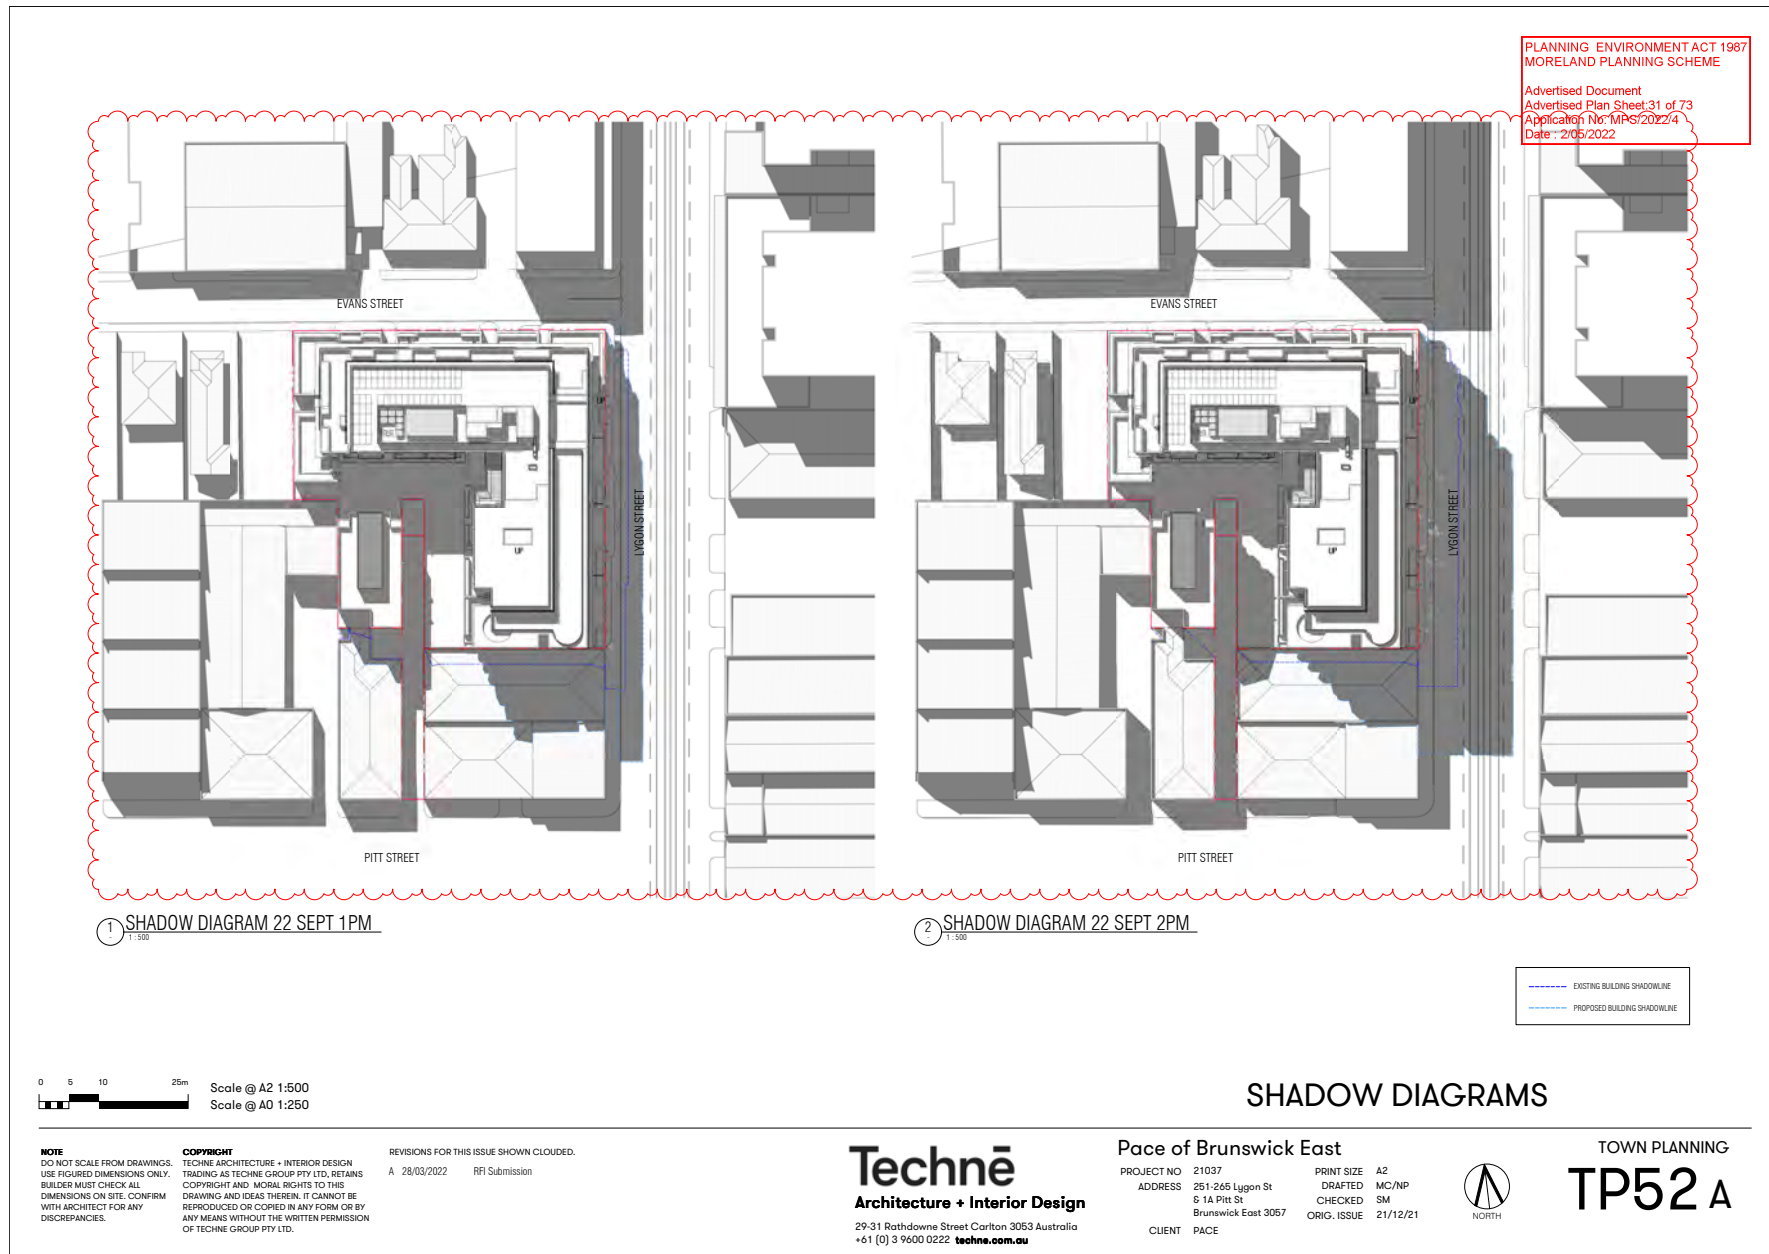 PLANNING ENVIRONMENT ACT 1987
MORELAND PLANNING SCHEME
Advertised Document
Advertised Plan Sheet:31 of 73
Application No: MPS/2022/4
Date : 2/05/2022
EVANS STREET
UP
LYGON STREET
UP
PITT STREET
EVANS STREET
UP
LYGON STREET
UP
PITT STREET
1 SHADOW DIAGRAM 22 SEPT 1PM
1 : 500
2 SHADOW DIAGRAM 22 SEPT 2PM
1 : 500
EXISTING BUILDING SHADOWLINE
PROPOSED BUILDING SHADOWLINE
0 5 10 25m
Scale @ A2 1:500
Scale @ A0 1:250
SHADOW DIAGRAMS
NOTE
DO NOT SCALE FROM DRAWINGS.
USE FIGURED DIMENSIONS ONLY.
BUILDER MUST CHECK ALL
DIMENSIONS ON SITE. CONFIRM
WITH ARCHITECT FOR ANY
DISCREPANCIES.
COPYRIGHT
TECHNE ARCHITECTURE + INTERIOR DESIGN
TRADING AS TECHNE GROUP PTY LTD, RETAINS
COPYRIGHT AND MORAL RIGHTS TO THIS
DRAWING AND IDEAS THEREIN. IT CANNOT BE
REPRODUCED OR COPIED IN ANY FORM OR BY
ANY MEANS WITHOUT THE WRITTEN PERMISSION
OF TECHNE GROUP PTY LTD.
REVISIONS FOR THIS ISSUE SHOWN CLOUDED.
A 28/03/2022 RFI Submission
Technē
Architecture + Interior Design
29-31 Rathdowne Street Carlton 3053 Australia
+61 (0) 3 9600 0222 techne.com.au
Pace of Brunswick East
PROJECT NO 21037
ADDRESS 251-265 Lygon St
& 1A Pitt St
Brunswick East 3057
CLIENT PACE
PRINT SIZE A2
DRAFTED MC/NP
CHECKED SM
ORIG. ISSUE 21/12/21
NORTH
TOWN PLANNING
TP52 A